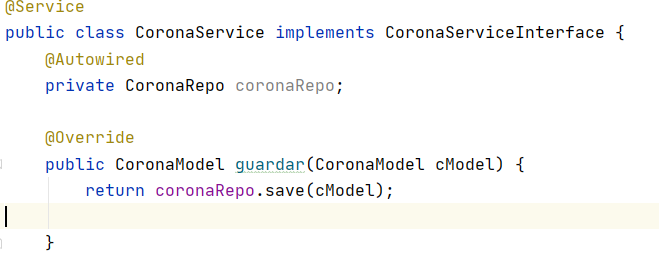 @Service
public class CoronaService implements CoronaServiceInterface {
    @Autowired
    private CoronaRepo coronaRepo;
    @Override
    public CoronaModel guardar(CoronaModel cModel) {
        return coronaRepo.save(cModel);
    }